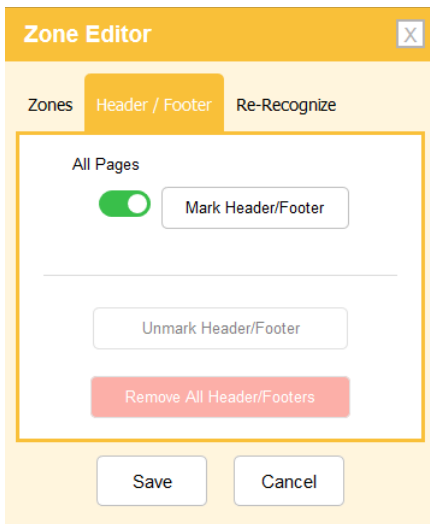 Zone Editor X
Zones Header / Footer Re-Recognize
All Pages
Mark Header/Footer
Unmark Header/Footer
Remove All Header/Footers
Save Cancel